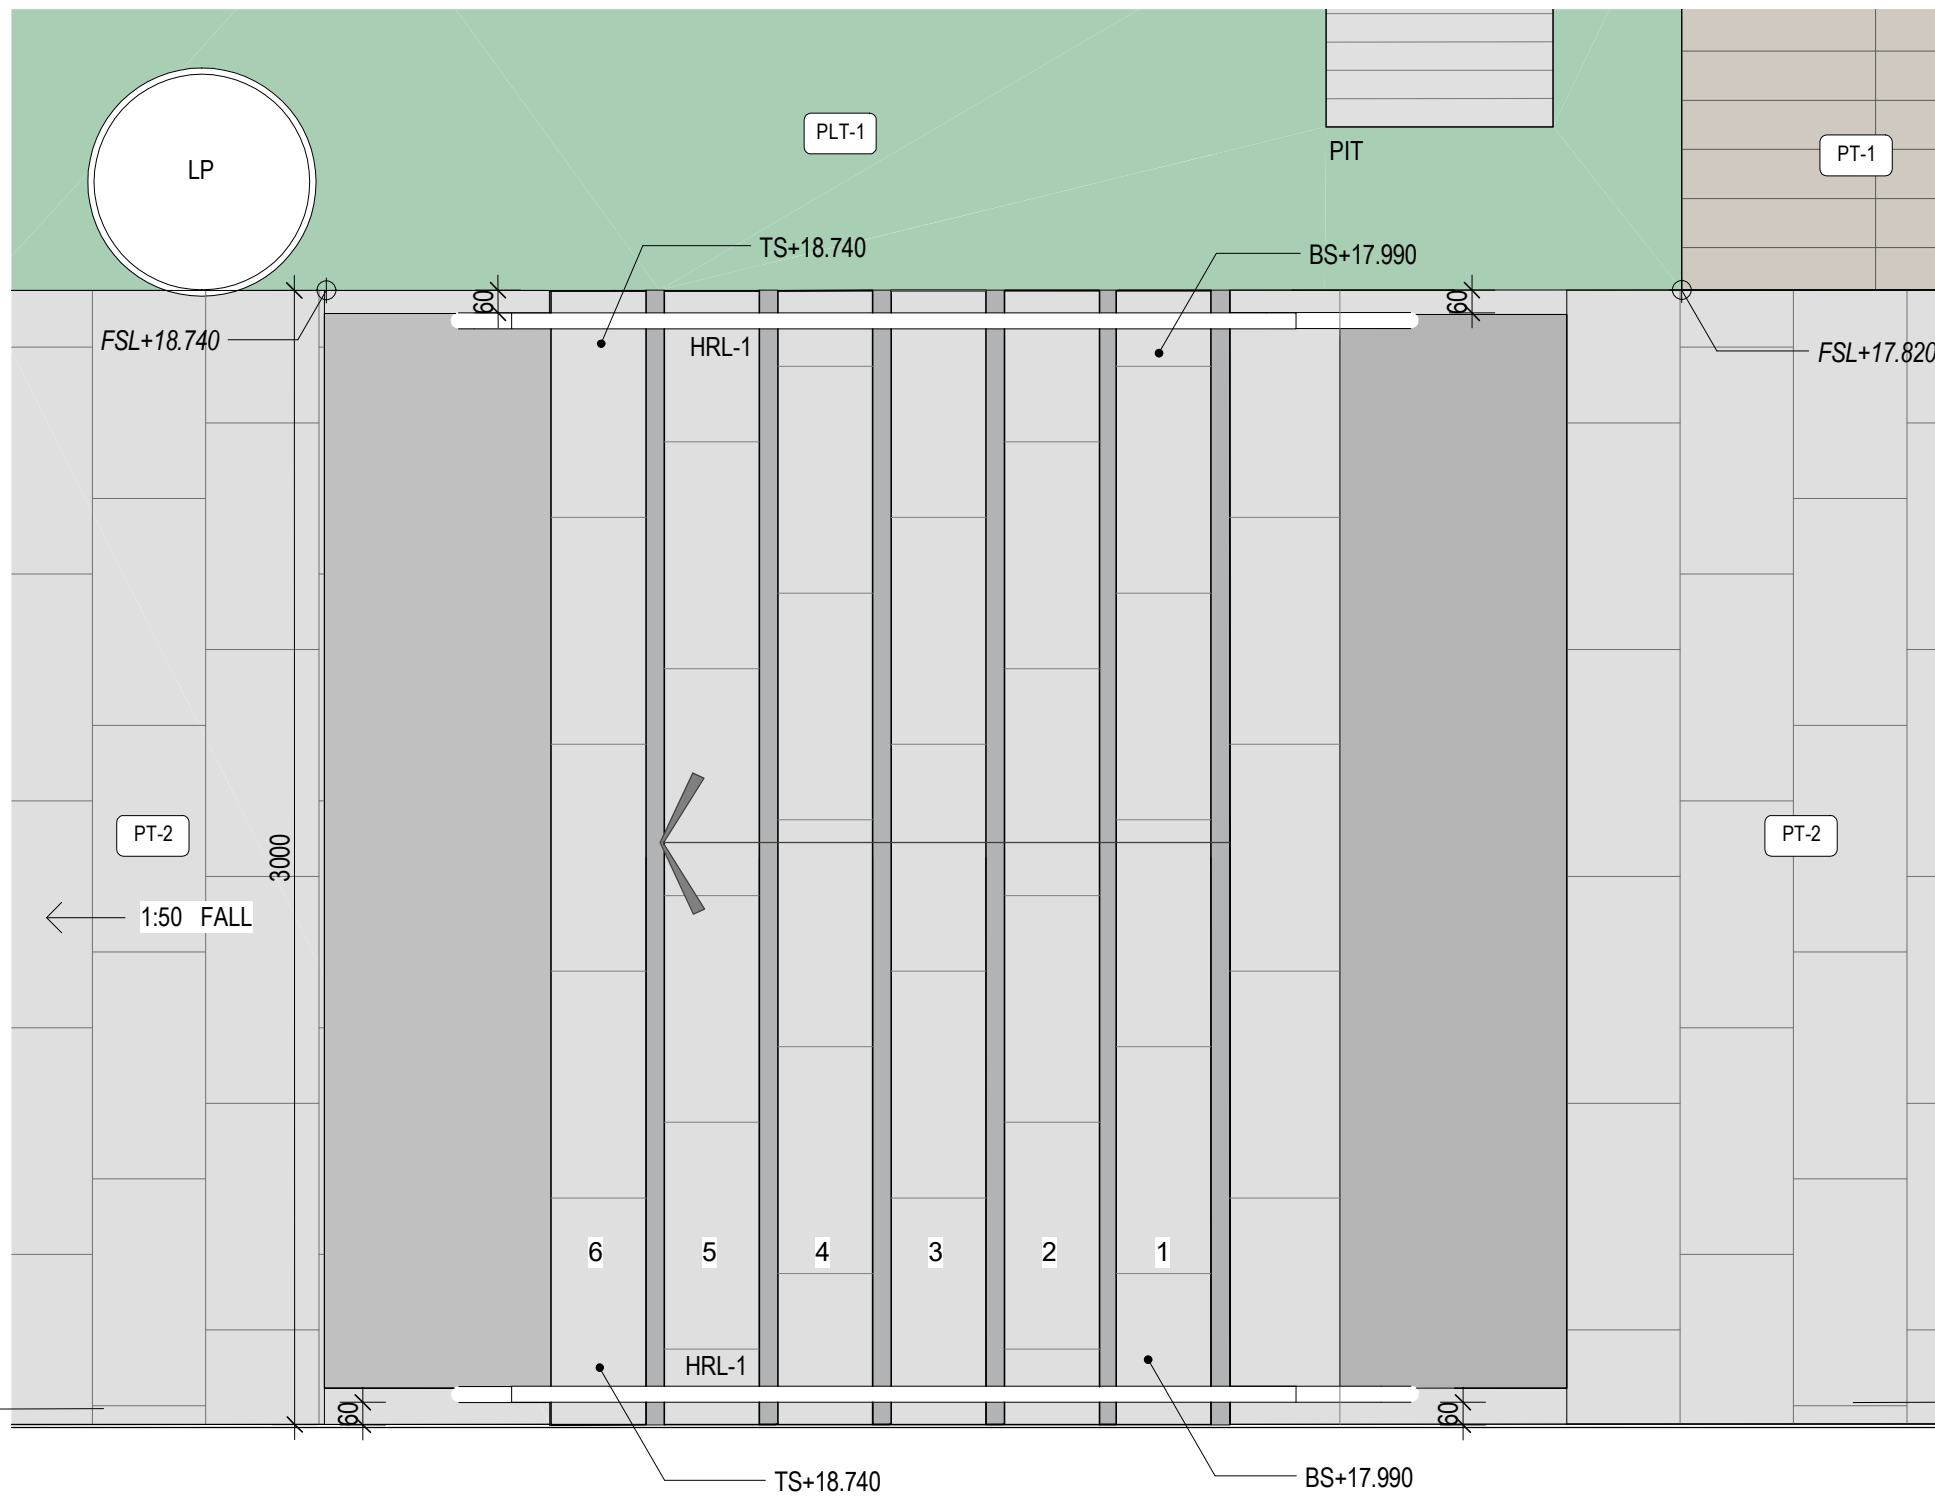 PLT-1
PT-1
PIT
LP
TS+18.740
BS+17.990
60
60
FSL+18.740
HRL-1
FSL+17.820
PT-2
3000
PT-2
1:50 FALL
6
5
4
3
2
1
HRL-1
60
60
TS+18.740
BS+17.990